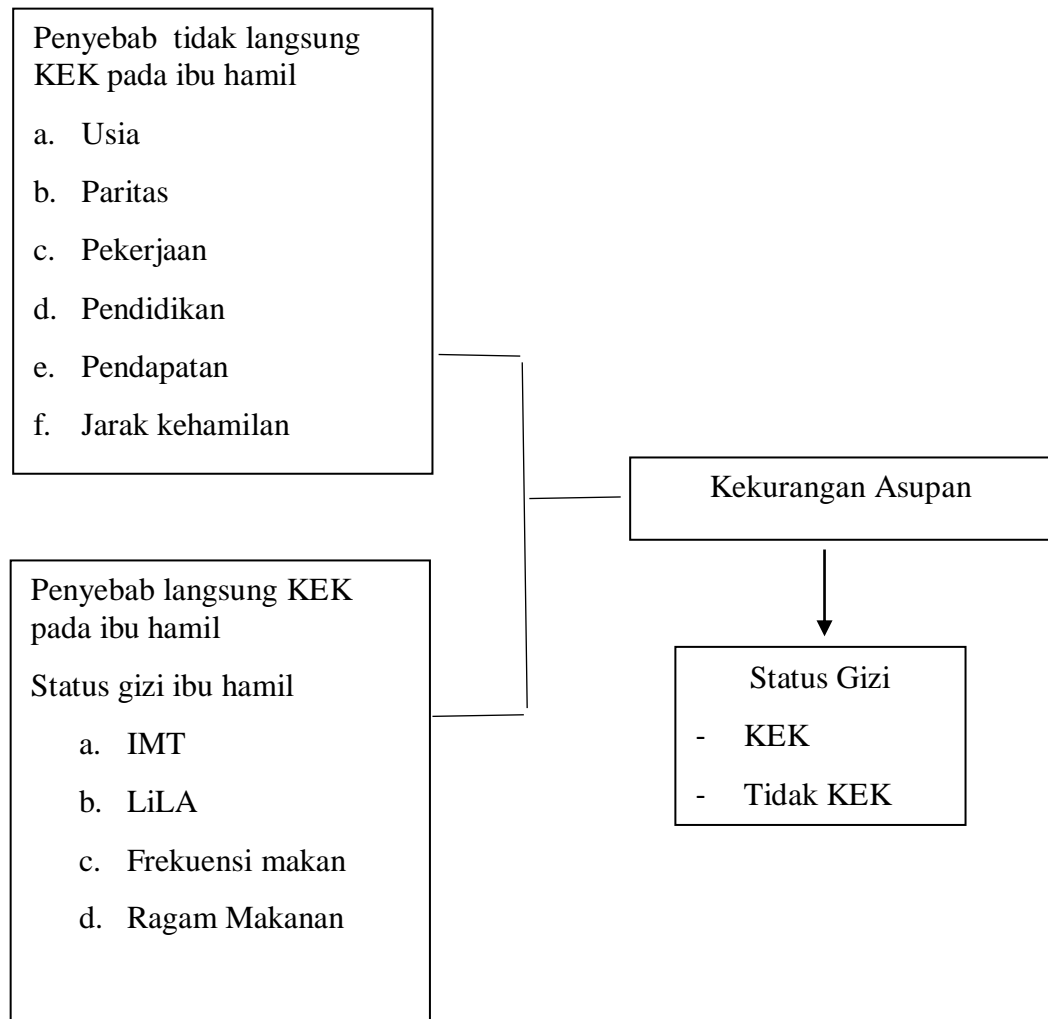 Penyebab tidak langsung
KEK pada ibu hamil
a. Usia
b. Paritas
c. Pekerjaan
d. Pendidikan
e. Pendapatan
f. Jarak kehamilan
Penyebab langsung KEK
pada ibu hamil
Status gizi ibu hamil
a. IMT
b. LiLA
c. Frekuensi makan
d. Ragam Makanan
Kekurangan Asupan
Status Gizi
- KEK
- Tidak KEK